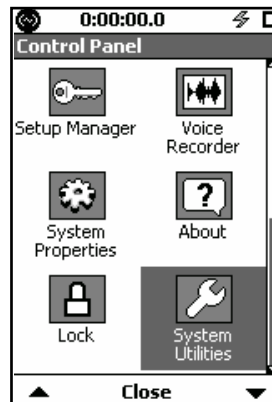 0:00:00.0
Control Panel
Setup Manager
Voice
Recorder
System
Properties
About
Lock
System
Utilities
Close